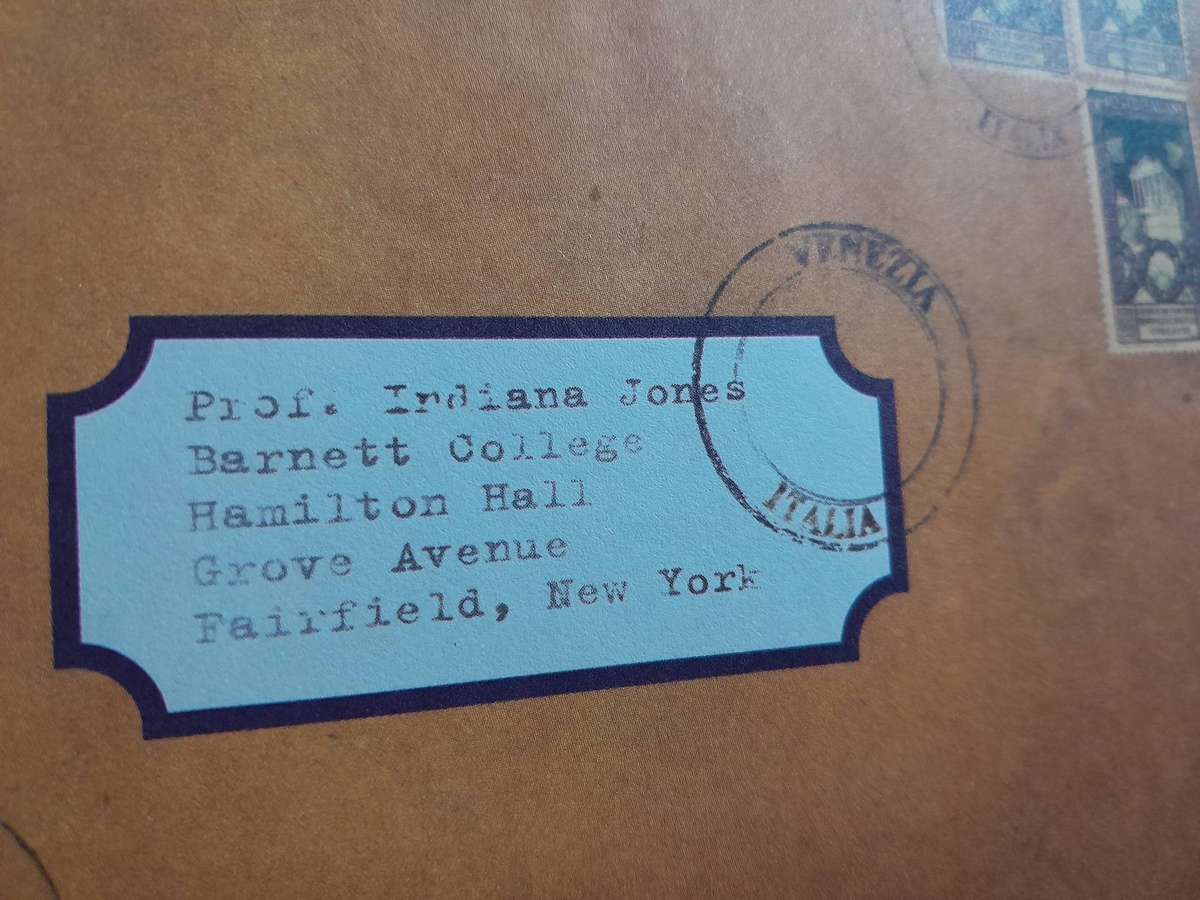 VENEZIA
ITALIA
Prof. Indiana Jones
Barnett College
Hamilton Hall
Grove Avenue
Fairfield, New York